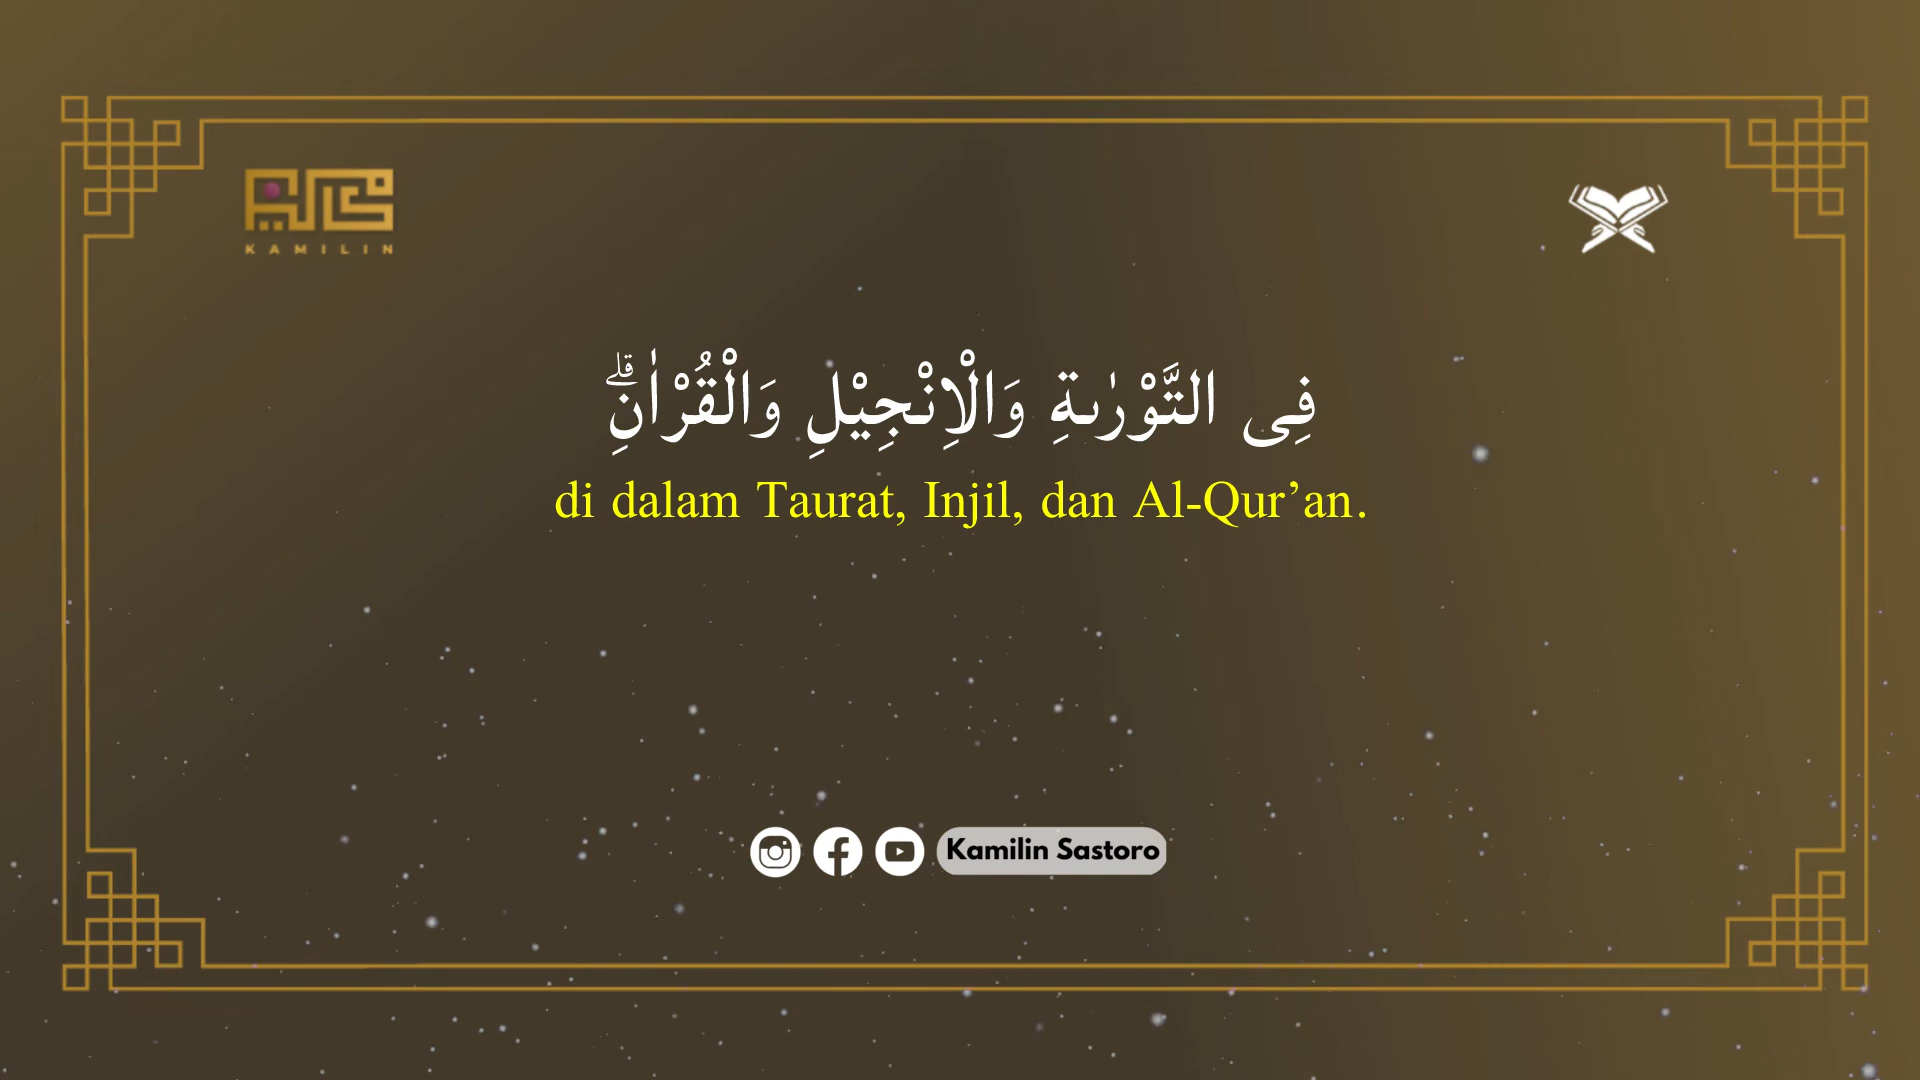 KAMILIN
فِى التَّوْرٰىةِ وَالْاِنْجِيْلِ وَالْقُرْاٰنِۗ
di dalam Taurat, Injil, dan Al-Qur’an.
Kamilin Sastoro